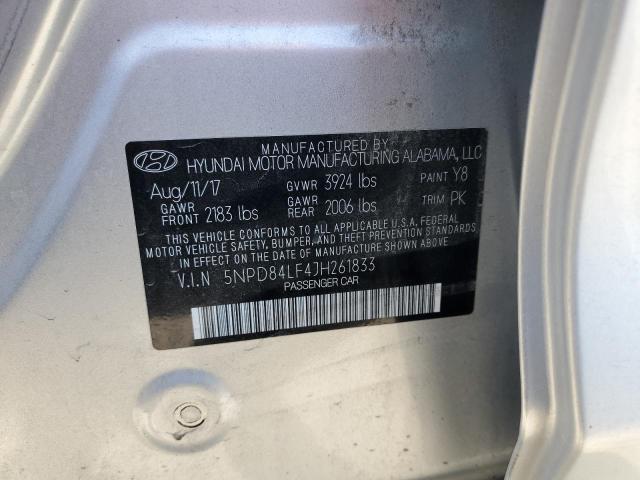 MANUFACTURED BY
HYUNDAI MOTOR MANUFACTURING ALABAMA, LLC
Aug/11/17 GVWR 3924 lbs PAINT Y8
GAWR FRONT 2183 lbs GAWR REAR 2006 lbs TRIM PK
THIS VEHICLE CONFORMS TO ALL APPLICABLE U.S.A. FEDERAL
MOTOR VEHICLE SAFETY, BUMPER, AND THEFT PREVENTION STANDARDS
IN EFFECT ON THE DATE OF MANUFACTURE SHOWN ABOVE.
V.I.N 5NPD84LF4JH261833
PASSENGER CAR